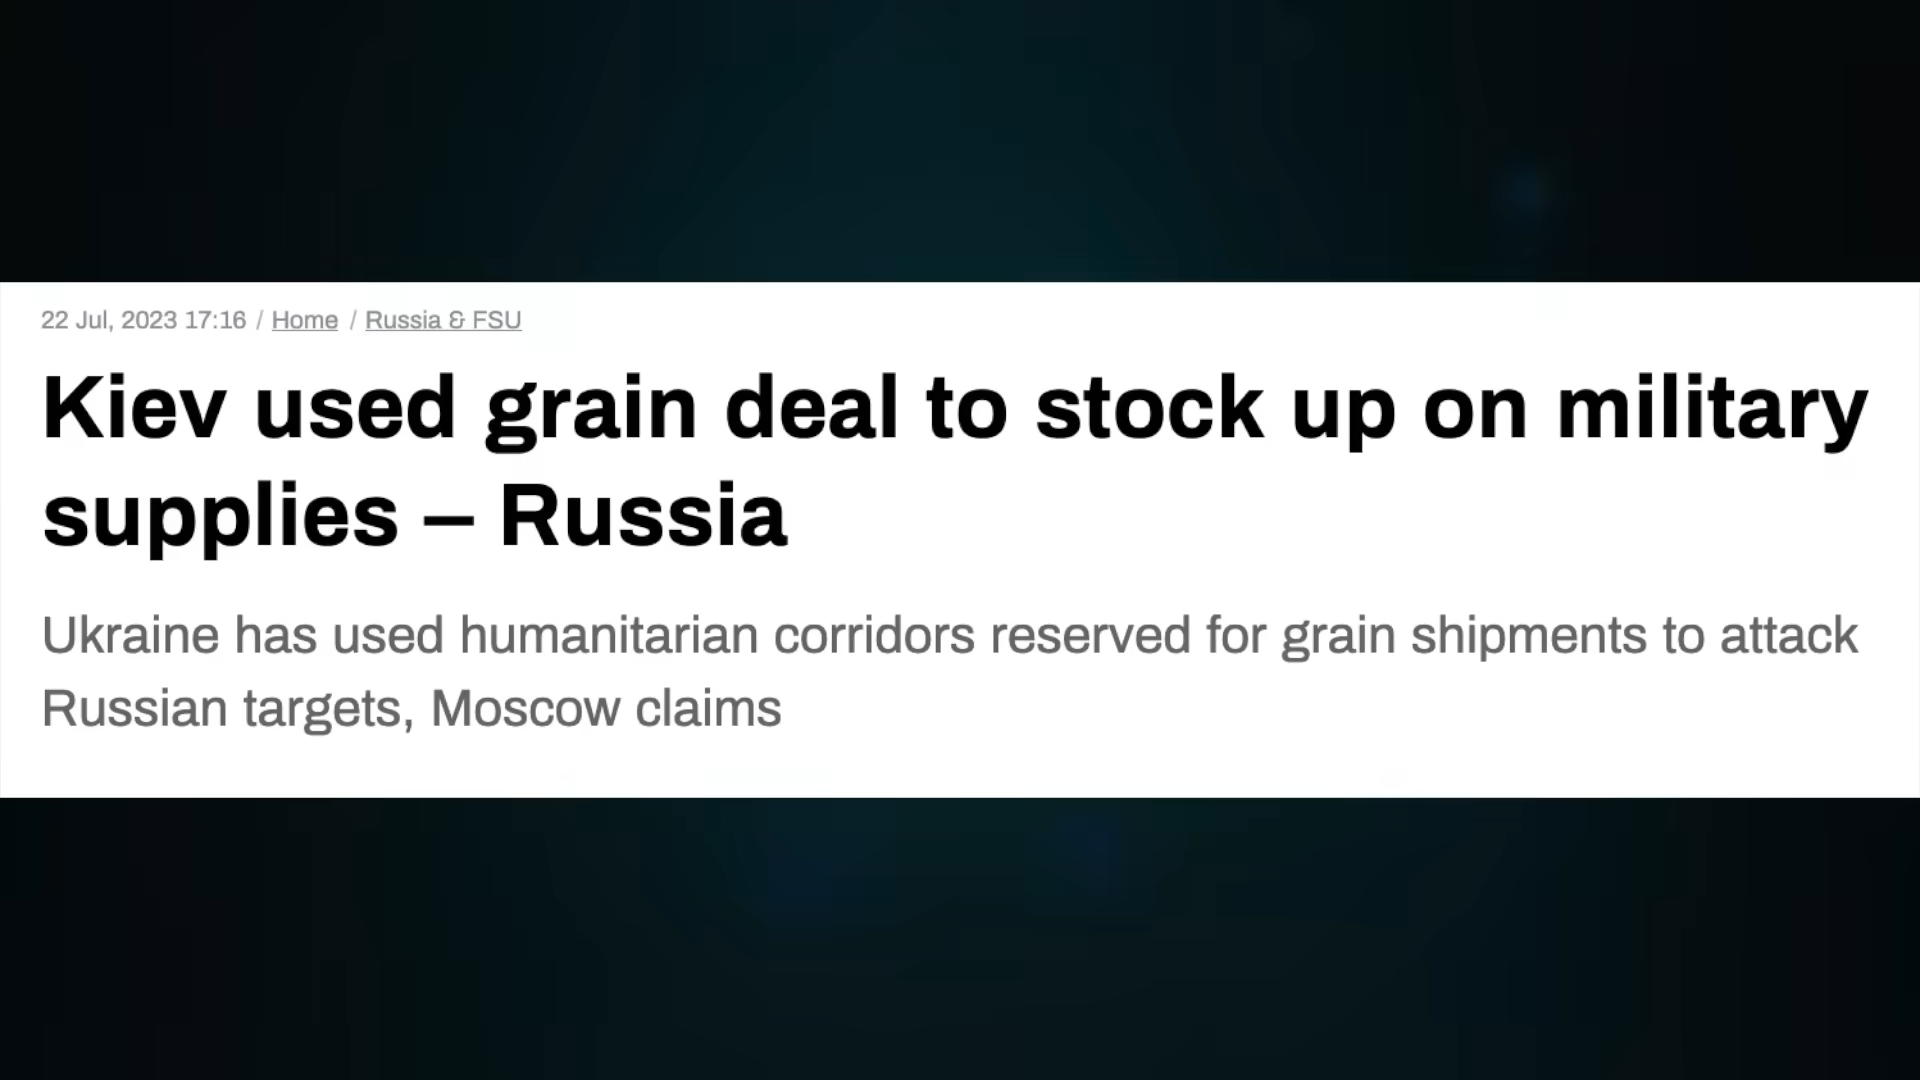 22 Jul, 2023 17:16 / Home / Russia & FSU
Kiev used grain deal to stock up on military
supplies – Russia
Ukraine has used humanitarian corridors reserved for grain shipments to attack
Russian targets, Moscow claims